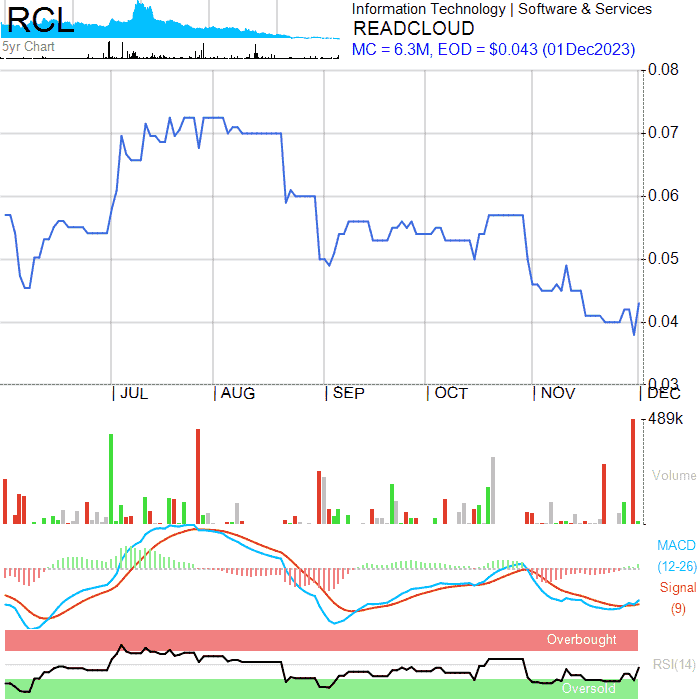 RCL
5yr Chart
Information Technology | Software & Services
READCLOUD
MC = 6.3M, EOD = $0.043 (01Dec2023)
0.08
0.07
0.06
0.05
0.04
0.03
| JUL | AUG | SEP | OCT | NOV | DEC
489k
Volume
MACD
(12-26)
Signal
(9)
Overbought
RSI(14)
Oversold